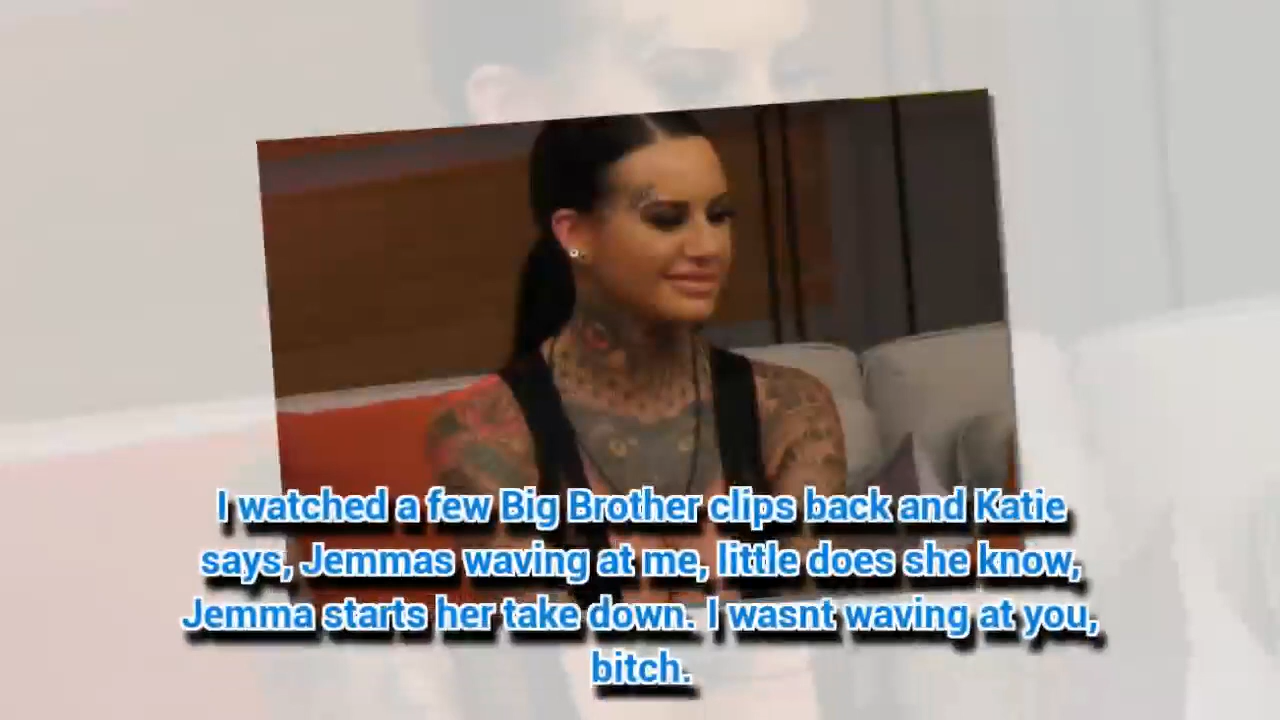 I watched a few Big Brother clips back and Katie
says, Jemmas waving at me, little does she know,
Jemma starts her take down. I wasnt waving at you,
bitch.